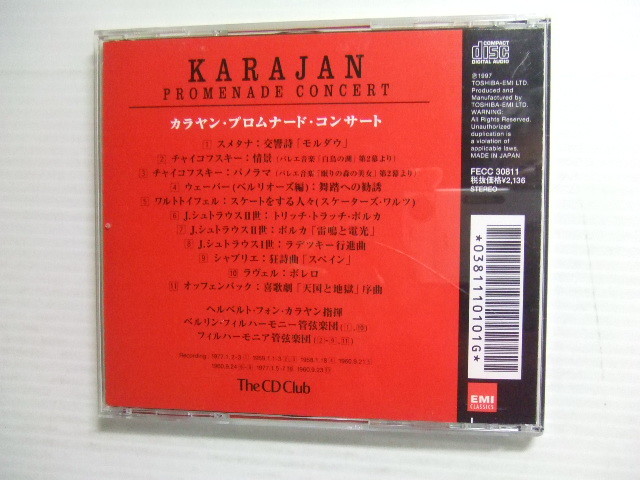 KARAJAN
PROMENADE CONCERT
カラヤン・プロムナード・コンサート
① スメタナ：交響詩「モルダウ」
② チャイコフスキー：情景（バレエ音楽「白鳥の湖」第2幕より）
③ チャイコフスキー：パノラマ（バレエ音楽「眠りの森の美女」第2幕より）
④ ウェーバー（ベルリオーズ編）：舞踏への勧誘
⑤ ワルトトイフェル：スケートをする人々（スケーターズ・ワルツ）
⑥ J.シュトラウスII世：トリッチ・トラッチ・ポルカ
⑦ J.シュトラウスII世：ポルカ「雷鳴と電光」
⑧ J.シュトラウスI世：ラデッキー行進曲
⑨ シャブリエ：狂詩曲「スペイン」
⑩ ラヴェル：ボレロ
⑪ オッフェンバック：喜歌劇「天国と地獄」序曲
ヘルベルト・フォン・カラヤン指揮
ベルリン・フィルハーモニー管弦楽団
フィルハーモニア管弦楽団
Recording
The CD Club
COMPACT
disc
DIGITAL AUDIO
℗1997
TOSHIBA-EMI LTD.
Produced and
Manufactured by
TOSHIBA-EMI LTD.
WARNING:
All Rights Reserved.
Unauthorized
duplication is
a violation of
applicable laws.
MADE IN JAPAN
FECC 30811
税抜価格¥2,136
STEREO
*03811101101G*
EMI
CLASSICS